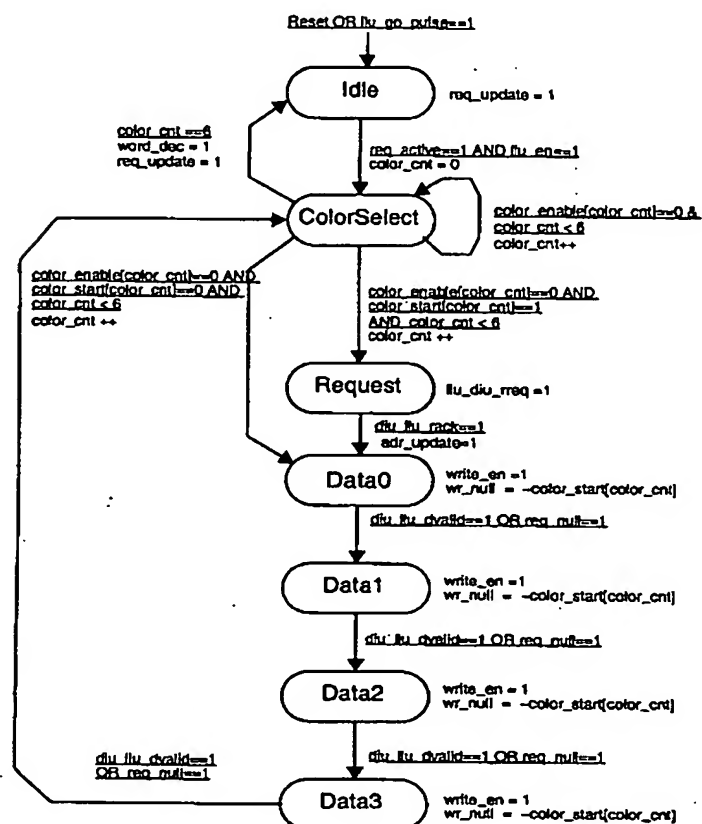 Reset OR llu_go_pulse==1
Idle
req_update = 1
color_cnt ==6
word_dec = 1
req_update = 1
req_active==1 AND llu_en==1
color_cnt = 0
ColorSelect
color_enable[color_cnt]==0 &
color_cnt < 6
color_cnt++
color_enable[color_cnt]==0 AND
color_start[color_cnt]==0 AND
color_cnt < 6
color_cnt ++
color_enable[color_cnt]==0 AND
color_start[color_cnt]==1
AND color_cnt < 6
color_cnt ++
Request
llu_diu_rreq =1
diu_llu_rack==1
adr_update=1
Data0
write_en =1
wr_null = ~color_start[color_cnt]
diu_llu_dvalid==1 OR req_null==1
Data1
write_en =1
wr_null = ~color_start[color_cnt]
diu_llu_dvalid==1 OR req_null==1
Data2
write_en = 1
wr_null = ~color_start[color_cnt]
diu_llu_dvalid==1
OR req_null==1
diu_llu_dvalid==1 OR req_null==1
Data3
write_en = 1
wr_null = ~color_start[color_cnt]